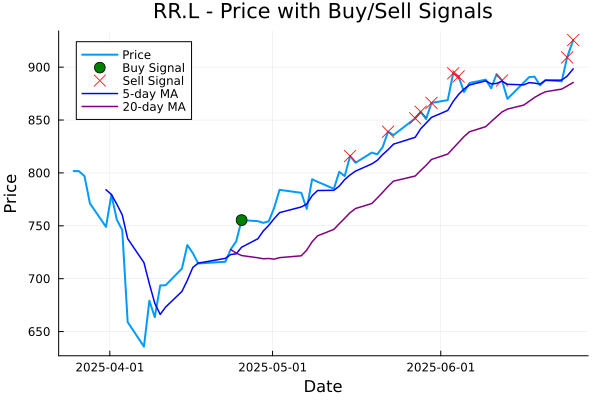 RR.L - Price with Buy/Sell Signals
Price
Buy Signal
Sell Signal
5-day MA
20-day MA
900
850
800
750
700
650
Price
2025-04-01
2025-05-01
2025-06-01
Date